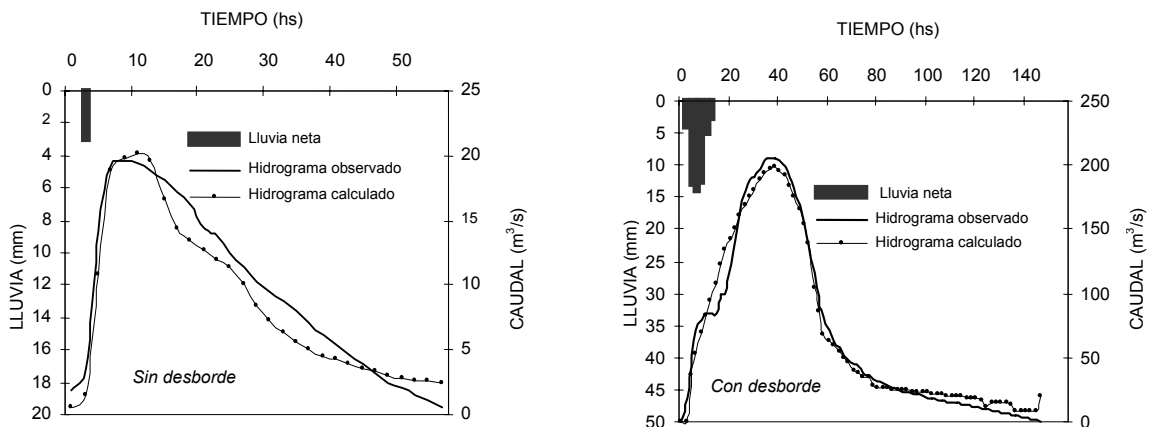 TIEMPO (hs)
0 10 20 30 40 50
0
2
4
6
8
10
12
14
16
18
20
LLUVIA (mm)
25
20
15
10
5
0
CAUDAL (m³/s)
Lluvia neta
Hidrograma observado
Hidrograma calculado
Sin desborde
TIEMPO (hs)
0 20 40 60 80 100 120 140
0
5
10
15
20
25
30
35
40
45
50
LLUVIA (mm)
250
200
150
100
50
0
CAUDAL (m³/s)
Lluvia neta
Hidrograma observado
Hidrograma calculado
Con desborde